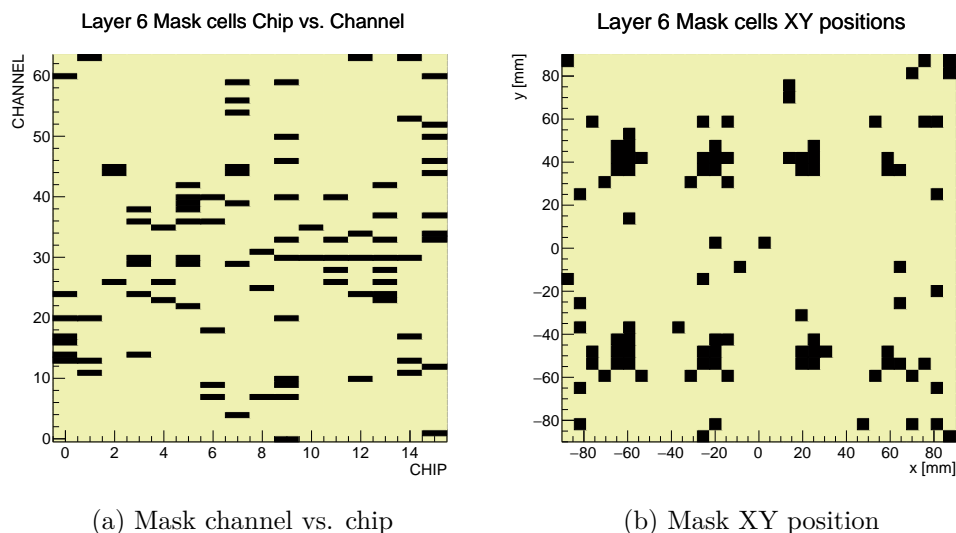 Layer 6 Mask cells Chip vs. Channel
CHANNEL
60
50
40
30
20
10
0
0 2 4 6 8 10 12 14
CHIP
(a) Mask channel vs. chip
Layer 6 Mask cells XY positions
y [mm]
80
60
40
20
0
−20
−40
−60
−80
−80 −60 −40 −20 0 20 40 60 80
x [mm]
(b) Mask XY position